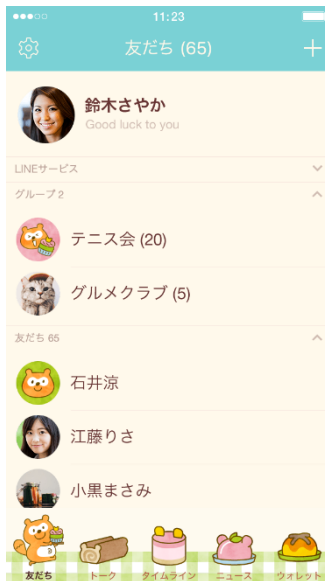 11:23
友だち (65)
鈴木さやか
Good luck to you
LINEサービス
グループ 2
テニス会 (20)
グルメクラブ (5)
友だち 65
石井涼
江藤りさ
小黒まさみ
友だち トーク タイムライン ニュース ウォレット